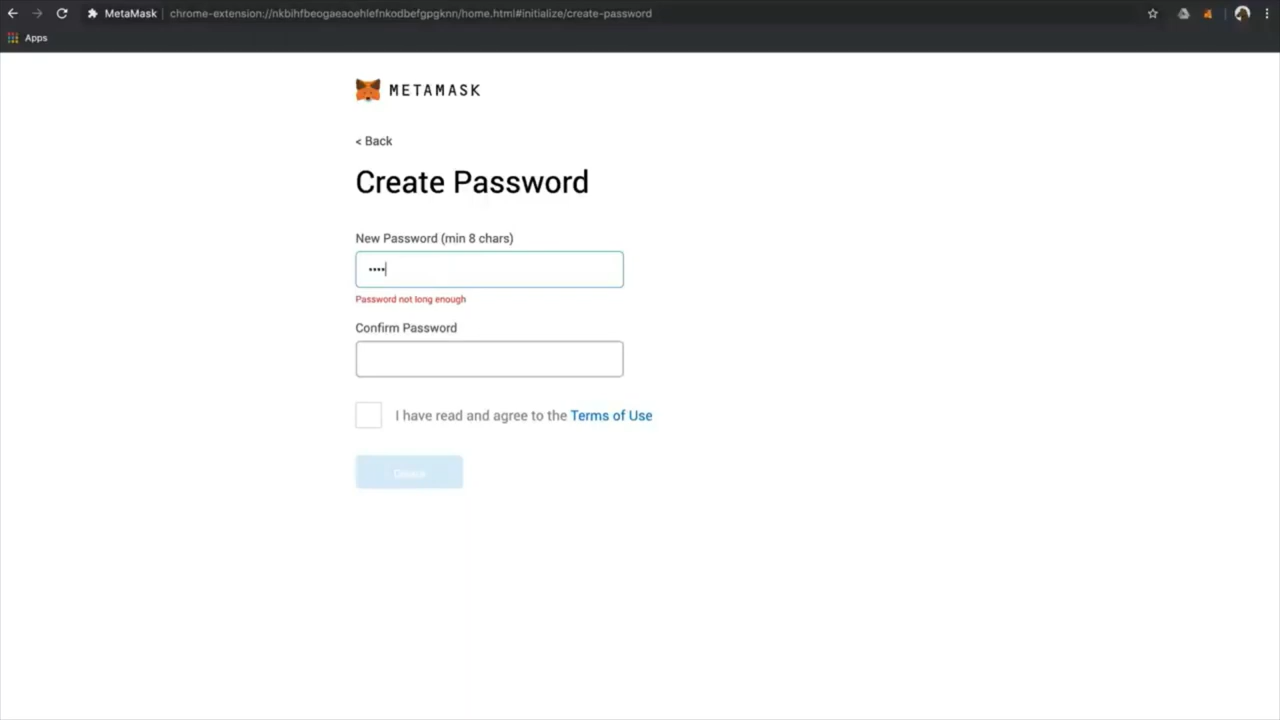 MetaMask chrome-extension://nkbihfbeogaeaoehlefnkodbefgpgknn/home.html#initialize/create-password
Apps
METAMASK
< Back
Create Password
New Password (min 8 chars)
••••
Password not long enough
Confirm Password
I have read and agree to the Terms of Use
Create